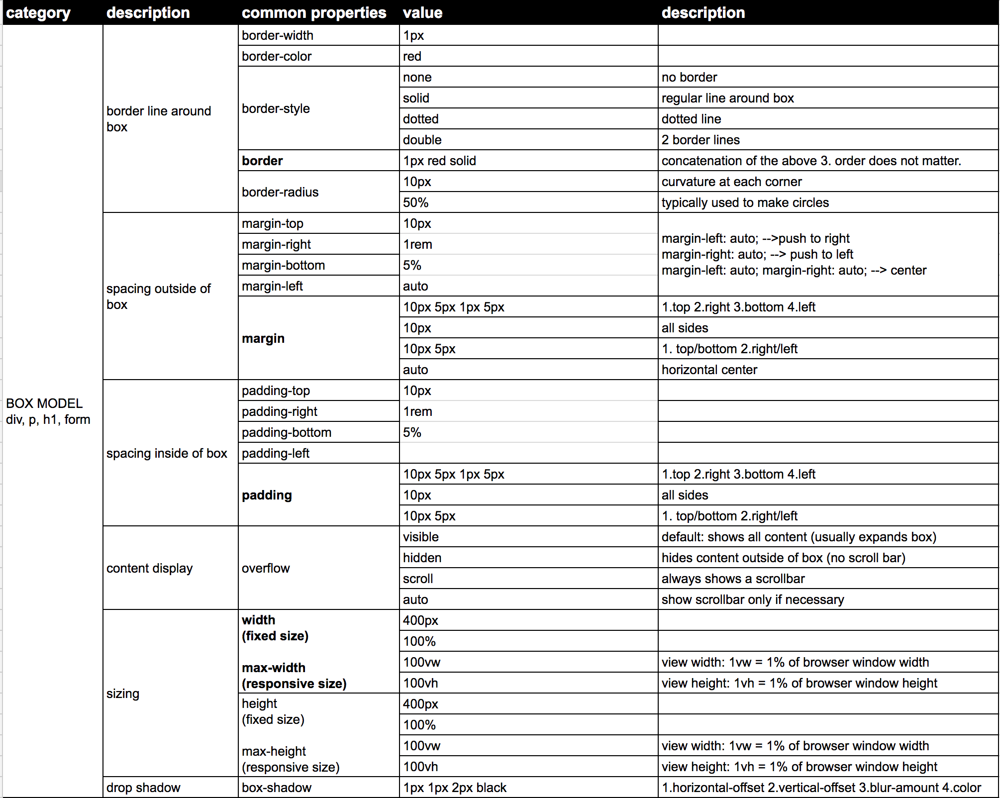 category description common properties value description
border-width 1px
border-color red
none no border
solid regular line around box
border line around box
border-style
dotted dotted line
double 2 border lines
border 1px red solid concatenation of the above 3. order does not matter.
border-radius
10px curvature at each corner
50% typically used to make circles
margin-top 10px
margin-right 1rem
margin-bottom 5%
margin-left auto
margin-left: auto; -->push to right
margin-right: auto; --> push to left
margin-left: auto; margin-right: auto; --> center
spacing outside of
box
margin
10px 5px 1px 5px 1.top 2.right 3.bottom 4.left
10px all sides
10px 5px 1. top/bottom 2.right/left
auto horizontal center
BOX MODEL
div, p, h1, form
spacing inside of box
padding-top 10px
padding-right 1rem
padding-bottom 5%
padding-left
padding
10px 5px 1px 5px 1.top 2.right 3.bottom 4.left
10px all sides
10px 5px 1. top/bottom 2.right/left
content display
overflow
visible default: shows all content (usually expands box)
hidden hides content outside of box (no scroll bar)
scroll always shows a scrollbar
auto show scrollbar only if necessary
sizing
width
(fixed size)
max-width
(responsive size)
400px
100%
100vw view width: 1vw = 1% of browser window width
100vh view height: 1vh = 1% of browser window height
height
(fixed size)
max-height
(responsive size)
400px
100%
100vw view width: 1vw = 1% of browser window width
100vh view height: 1vh = 1% of browser window height
drop shadow box-shadow 1px 1px 2px black 1.horizontal-offset 2.vertical-offset 3.blur-amount 4.color